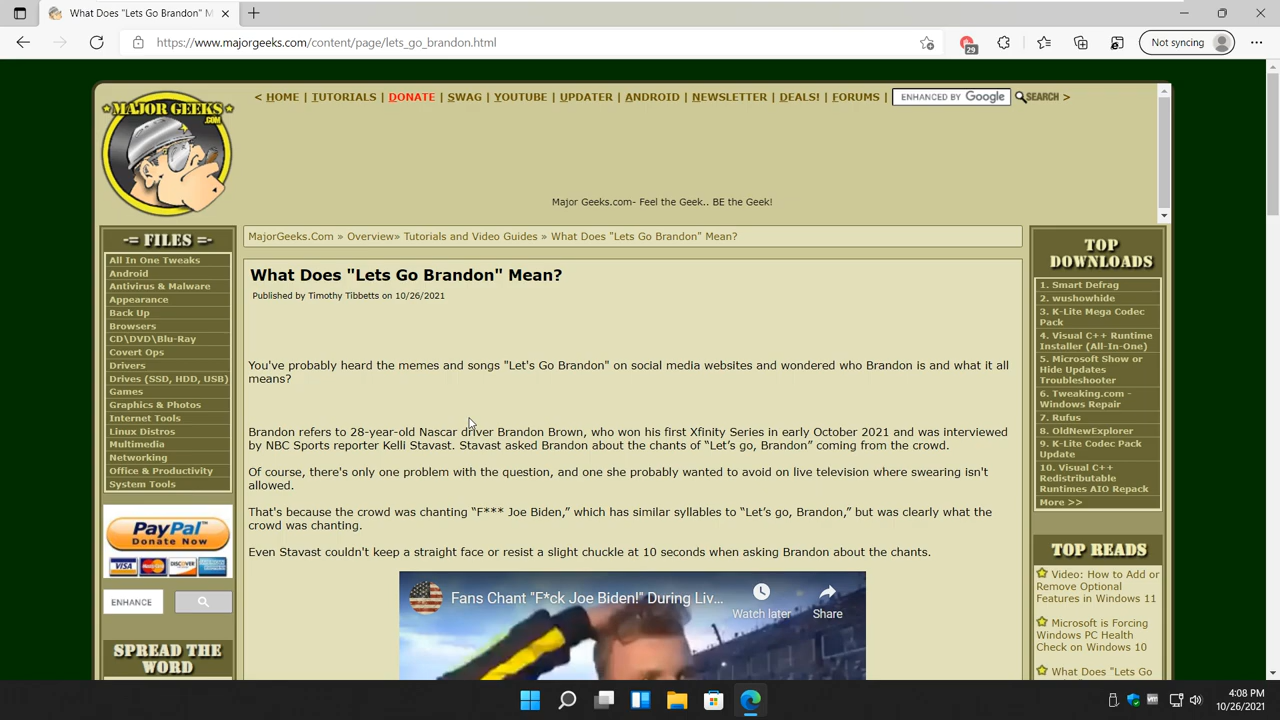 What Does "Lets Go Brandon" M
https://www.majorgeeks.com/content/page/lets_go_brandon.html
29
Not syncing
MAJOR GEEKS
.COM
< HOME | TUTORIALS | DONATE | SWAG | YOUTUBE | UPDATER | ANDROID | NEWSLETTER | DEALS! | FORUMS | ENHANCED BY Google SEARCH >
Major Geeks.com- Feel the Geek.. BE the Geek!
-= FILES =-
All In One Tweaks
Android
Antivirus & Malware
Appearance
Back Up
Browsers
CD\DVD\Blu-Ray
Covert Ops
Drivers
Drives (SSD, HDD, USB)
Games
Graphics & Photos
Internet Tools
Linux Distros
Multimedia
Networking
Office & Productivity
System Tools
PayPal
Donate Now
VISA MasterCard DISCOVER
ENHANCE
SPREAD THE
WORD
MajorGeeks.Com » Overview» Tutorials and Video Guides » What Does "Lets Go Brandon" Mean?
What Does "Lets Go Brandon" Mean?
Published by Timothy Tibbetts on 10/26/2021
You've probably heard the memes and songs "Let's Go Brandon" on social media websites and wondered who Brandon is and what it all
means?
Brandon refers to 28-year-old Nascar driver Brandon Brown, who won his first Xfinity Series in early October 2021 and was interviewed
by NBC Sports reporter Kelli Stavast. Stavast asked Brandon about the chants of “Let’s go, Brandon” coming from the crowd.
Of course, there's only one problem with the question, and one she probably wanted to avoid on live television where swearing isn't
allowed.
That's because the crowd was chanting “F*** Joe Biden,” which has similar syllables to “Let’s go, Brandon,” but was clearly what the
crowd was chanting.
Even Stavast couldn't keep a straight face or resist a slight chuckle at 10 seconds when asking Brandon about the chants.
Fans Chant "F*ck Joe Biden!" During Liv...
Watch later
Share
TOP
DOWNLOADS
1. Smart Defrag
2. wushowhide
3. K-Lite Mega Codec
Pack
4. Visual C++ Runtime
Installer (All-In-One)
5. Microsoft Show or
Hide Updates
Troubleshooter
6. Tweaking.com -
Windows Repair
7. Rufus
8. OldNewExplorer
9. K-Lite Codec Pack
Update
10. Visual C++
Redistributable
Runtimes AIO Repack
More >>
TOP READS
Video: How to Add or
Remove Optional
Features in Windows 11
Microsoft is Forcing
Windows PC Health
Check on Windows 10
What Does "Lets Go
4:08 PM
10/26/2021